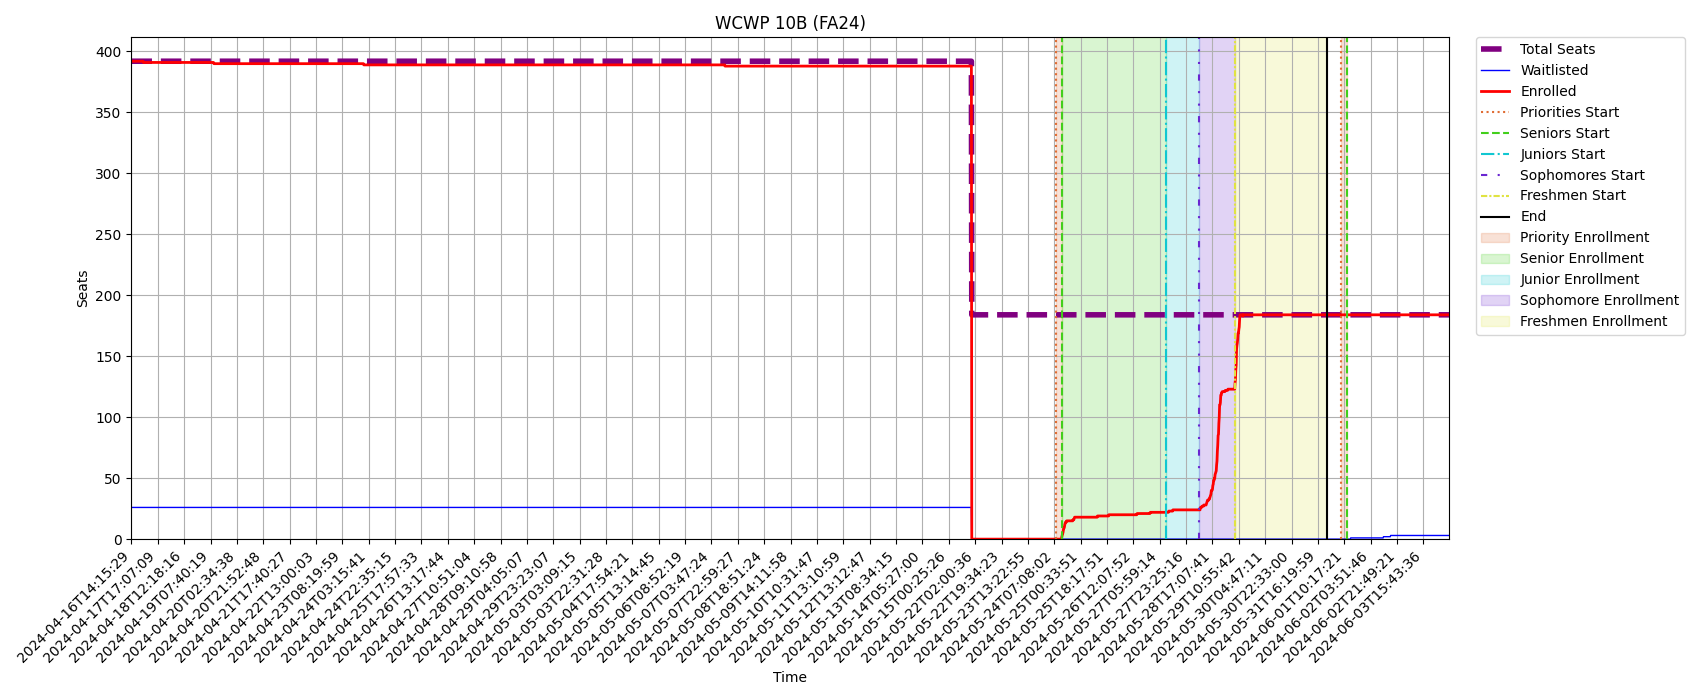 WCWP 10B (FA24)
Seats
400
350
300
250
200
150
100
50
0
2024-04-16T14:15:29
2024-04-17T17:07:09
2024-04-18T12:18:16
2024-04-19T07:40:19
2024-04-20T02:34:38
2024-04-20T21:52:48
2024-04-21T17:40:27
2024-04-22T13:00:03
2024-04-23T08:19:59
2024-04-24T03:15:41
2024-04-24T22:35:15
2024-04-25T17:57:33
2024-04-26T13:17:44
2024-04-27T10:51:04
2024-04-28T09:10:58
2024-04-29T04:05:07
2024-04-29T23:23:07
2024-05-03T03:09:15
2024-05-03T22:31:28
2024-05-04T17:54:21
2024-05-05T13:14:45
2024-05-06T08:52:19
2024-05-07T03:47:24
2024-05-07T22:59:27
2024-05-08T18:51:24
2024-05-09T14:11:58
2024-05-10T10:31:47
2024-05-11T13:10:59
2024-05-12T13:12:47
2024-05-13T08:34:15
2024-05-14T05:27:00
2024-05-15T00:25:26
2024-05-22T02:00:36
2024-05-22T19:34:23
2024-05-23T13:22:55
2024-05-24T07:08:02
2024-05-25T00:33:51
2024-05-25T18:17:51
2024-05-26T12:07:52
2024-05-27T05:59:14
2024-05-27T23:25:16
2024-05-28T17:07:41
2024-05-29T10:55:42
2024-05-30T04:47:11
2024-05-30T22:33:00
2024-05-31T16:19:59
2024-06-01T10:17:21
2024-06-02T03:51:46
2024-06-02T21:49:21
2024-06-03T15:43:36
Time
Total Seats
Waitlisted
Enrolled
Priorities Start
Seniors Start
Juniors Start
Sophomores Start
Freshmen Start
End
Priority Enrollment
Senior Enrollment
Junior Enrollment
Sophomore Enrollment
Freshmen Enrollment